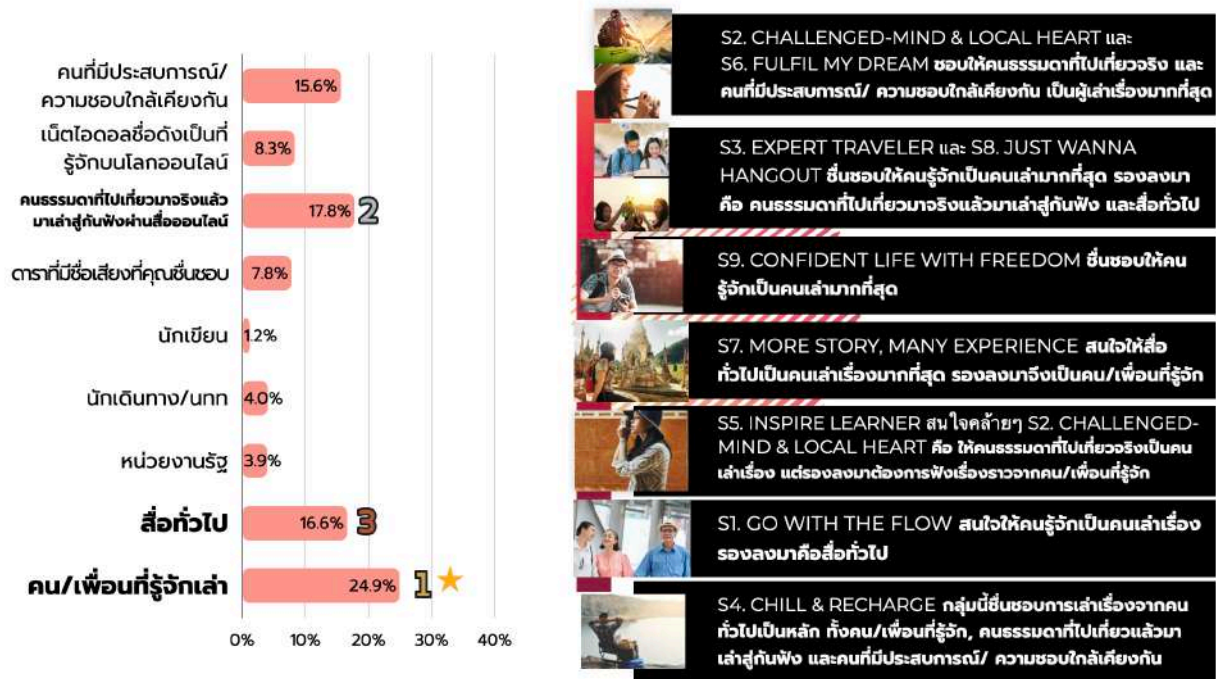 คนที่มีประสบการณ์/
ความชอบใกล้เคียงกัน
15.6%
เน็ตไอดอลชื่อดังเป็นที่
รู้จักบนโลกออนไลน์
8.3%
คนธรรมดาที่ไปเที่ยวมาจริงแล้ว
มาเล่าสู่กันฟังผ่านสื่อออนไลน์
17.8% 2
ดาราที่มีชื่อเสียงที่คุณชื่นชอบ
7.8%
นักเขียน
1.2%
นักเดินทาง/นทท
4.0%
หน่วยงานรัฐ
3.9%
สื่อทั่วไป
16.6% 3
คน/เพื่อนที่รู้จักเล่า
24.9% 1
0% 10% 20% 30% 40%
S2. CHALLENGED-MIND & LOCAL HEART และ
S6. FULFIL MY DREAM ชอบให้คนธรรมดาที่ไปเที่ยวจริง และ
คนที่มีประสบการณ์/ ความชอบใกล้เคียงกัน เป็นผู้เล่าเรื่องมากที่สุด
S3. EXPERT TRAVELER และ S8. JUST WANNA
HANGOUT ชื่นชอบให้คนรู้จักเป็นคนเล่ามากที่สุด รองลงมา
คือ คนธรรมดาที่ไปเที่ยวมาจริงแล้วมาเล่าสู่กันฟัง และสื่อทั่วไป
S9. CONFIDENT LIFE WITH FREEDOM ชื่นชอบให้คน
รู้จักเป็นคนเล่ามากที่สุด
S7. MORE STORY, MANY EXPERIENCE สนใจให้สื่อ
ทั่วไปเป็นคนเล่าเรื่องมากที่สุด รองลงมาจึงเป็นคน/เพื่อนที่รู้จัก
S5. INSPIRE LEARNER สนใจคล้ายๆ S2. CHALLENGED-
MIND & LOCAL HEART คือ ให้คนธรรมดาที่ไปเที่ยวจริงเป็นคน
เล่าเรื่อง แต่รองลงมาต้องการฟังเรื่องราวจากคน/เพื่อนที่รู้จัก
S1. GO WITH THE FLOW สนใจให้คนรู้จักเป็นคนเล่าเรื่อง
รองลงมาคือสื่อทั่วไป
S4. CHILL & RECHARGE กลุ่มนี้ชื่นชอบการเล่าเรื่องจากคน
ทั่วไปเป็นหลัก ทั้งคน/เพื่อนที่รู้จัก, คนธรรมดาที่ไปเที่ยวแล้วมา
เล่าสู่กันฟัง และคนที่มีประสบการณ์/ ความชอบใกล้เคียงกัน